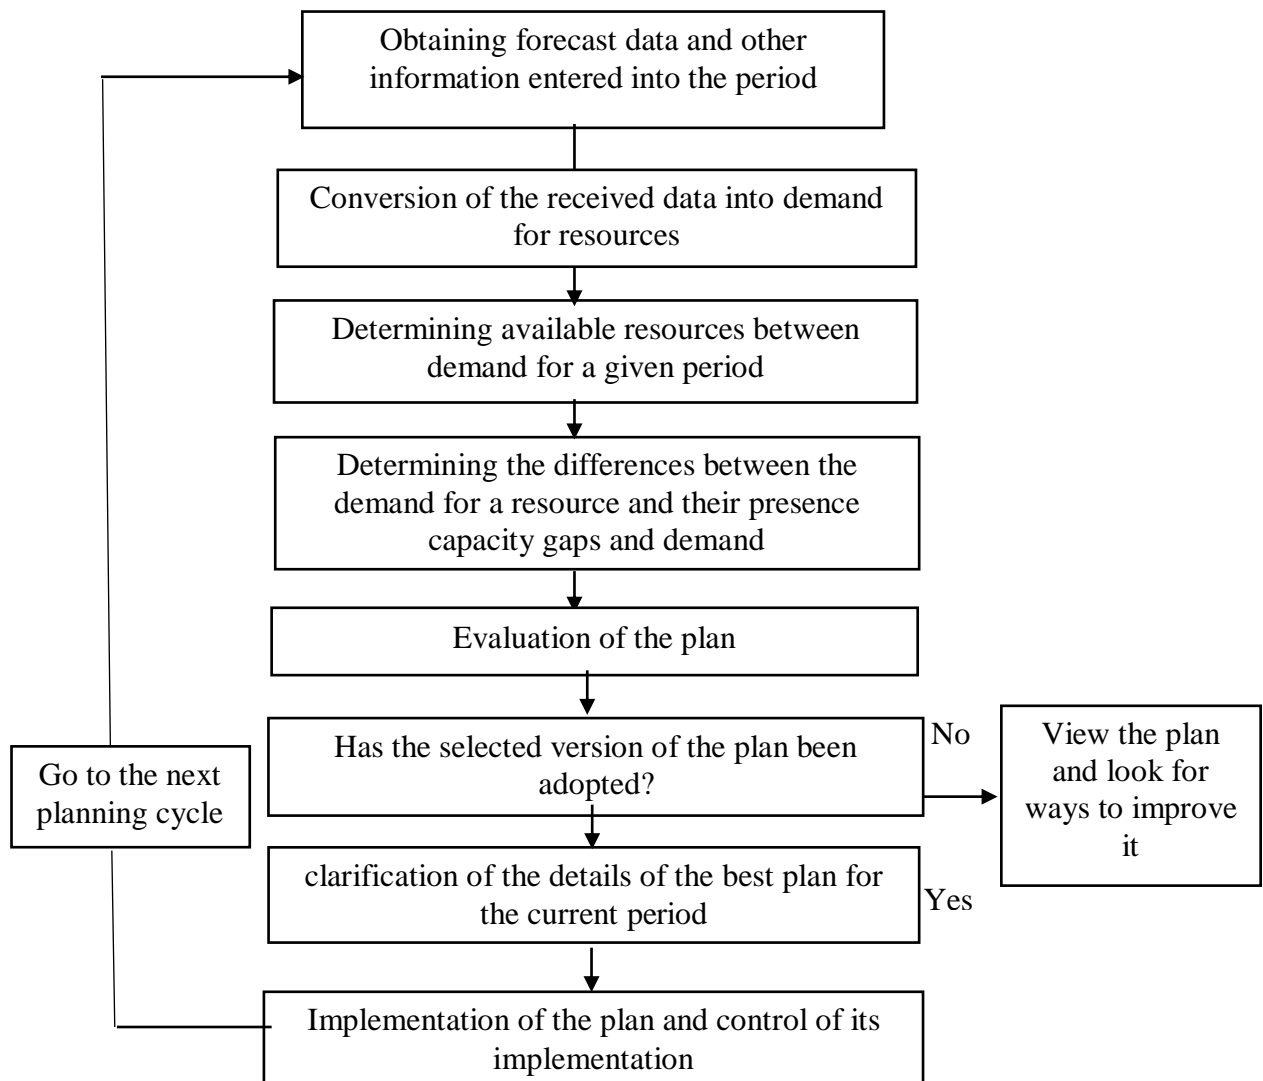 Obtaining forecast data and other
information entered into the period
Conversion of the received data into demand
for resources
Determining available resources between
demand for a given period
Determining the differences between the
demand for a resource and their presence
capacity gaps and demand
Evaluation of the plan
Has the selected version of the plan been
adopted?
No
View the plan
and look for
ways to improve
it
Go to the next
planning cycle
clarification of the details of the best plan for
the current period
Yes
Implementation of the plan and control of its
implementation